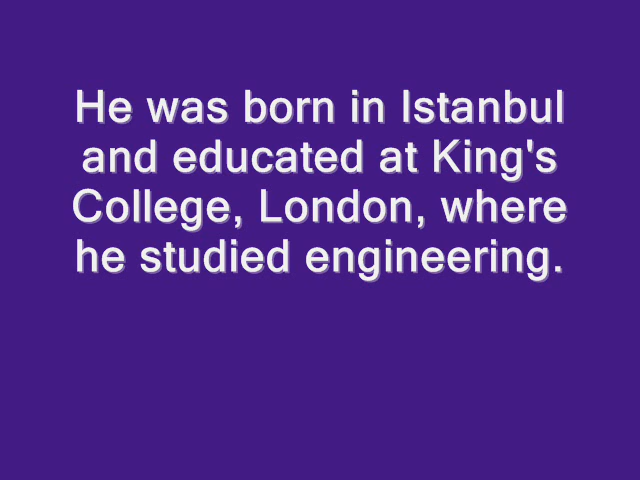 He was born in Istanbul
and educated at King's
College, London, where
he studied engineering.